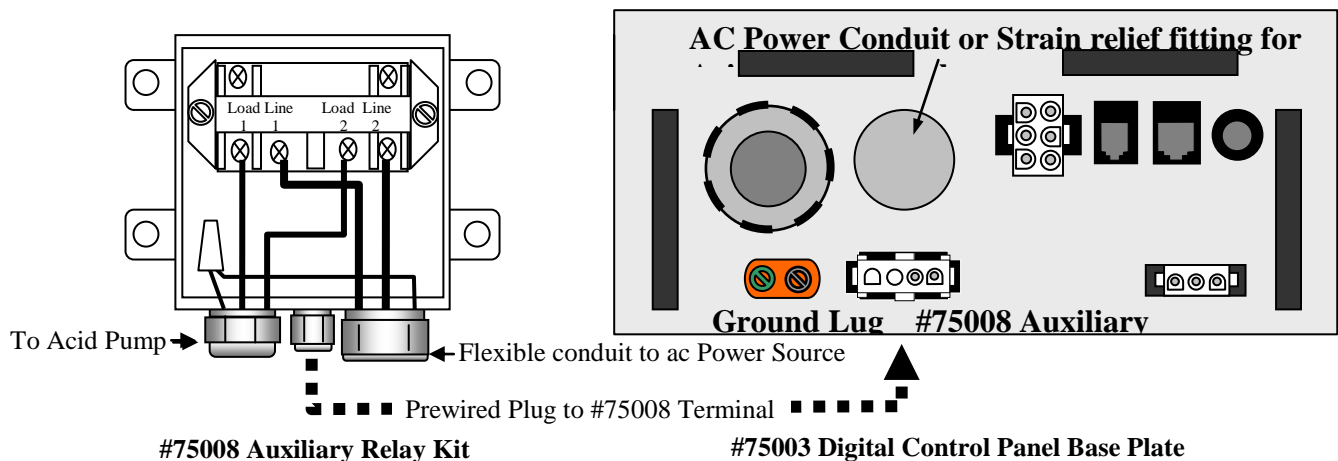 AC Power Conduit or Strain relief fitting for
Load Line Load Line
1 1 2 2
Ground Lug #75008 Auxiliary
To Acid Pump
Flexible conduit to ac Power Source
Prewired Plug to #75008 Terminal
#75008 Auxiliary Relay Kit
#75003 Digital Control Panel Base Plate